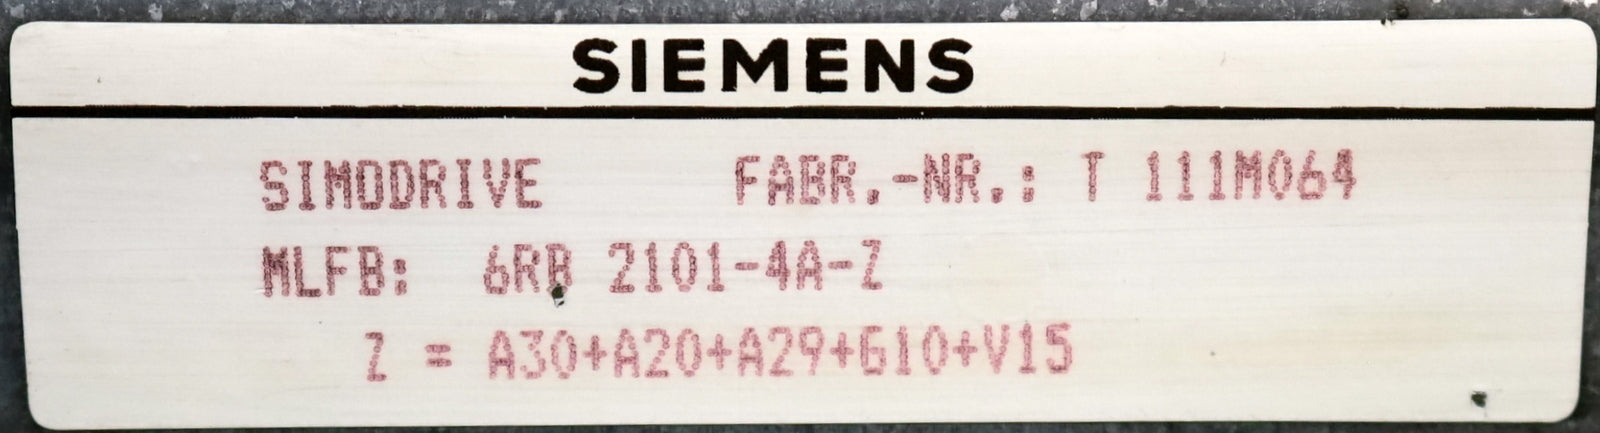 SIEMENS
SIMODRIVE FABR.-NR.: T 111M064
MLFB: 6RB 2101-4A-Z
Z = A30+A20+A29+G10+V15